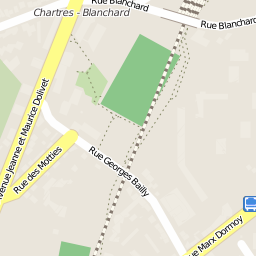 Rue Blanchard
Chartres - Blanchard
Rue Blanchard
venue Jeanne et Maurice Dolivet
Rue des Mottes
Rue Georges Bailly
Rue Marx Dormoy